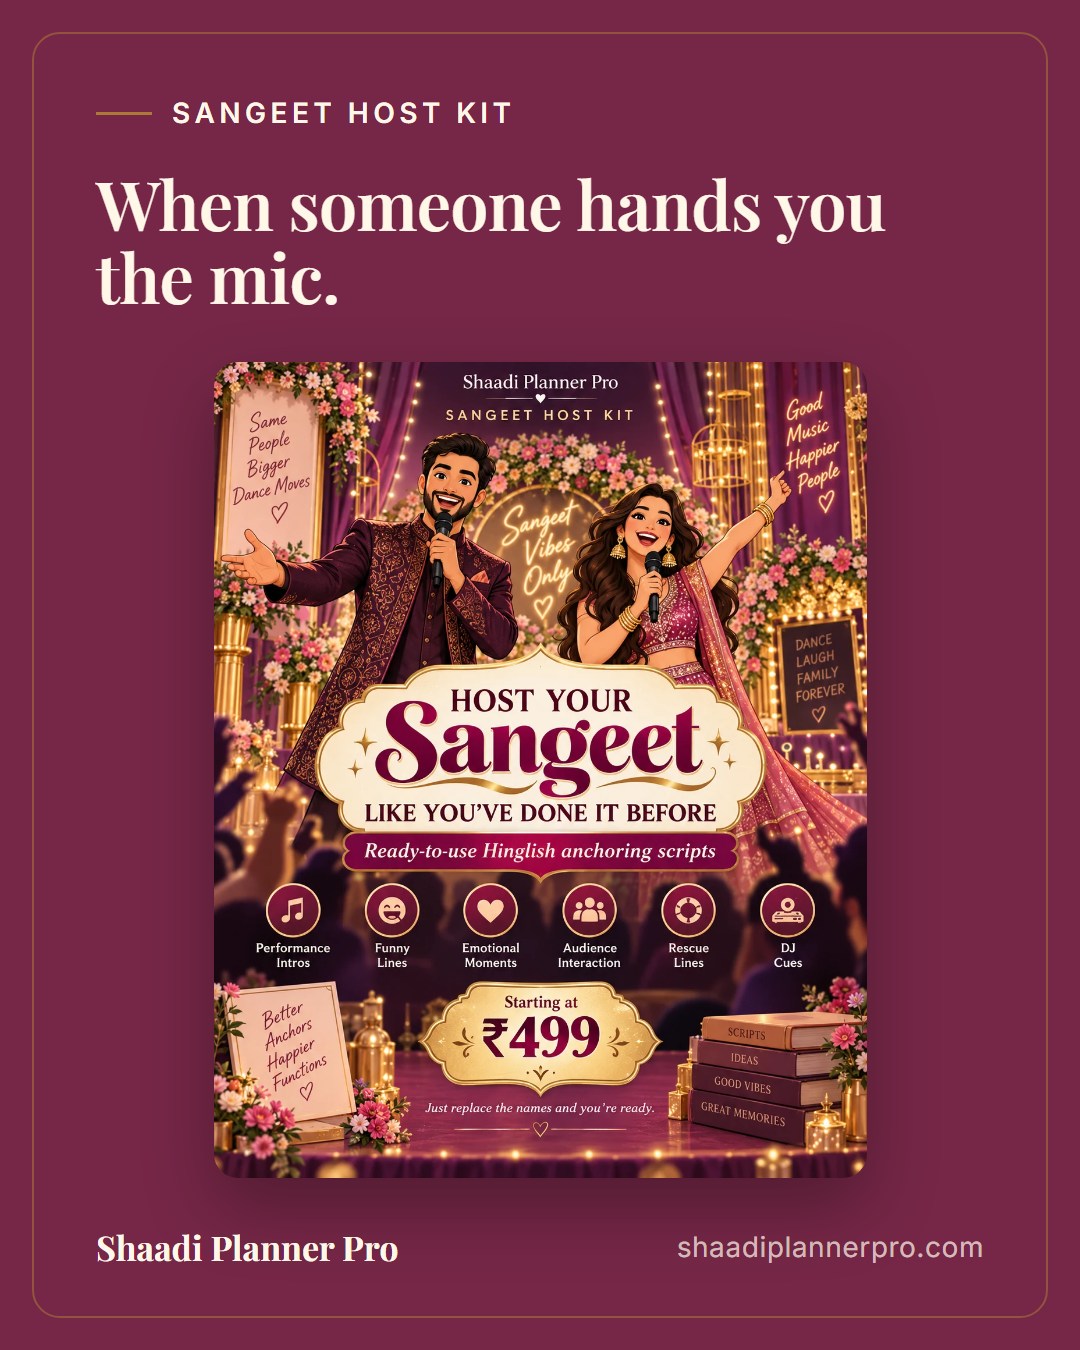 SANGEET HOST KIT
When someone hands you
the mic.
Shaadi Planner Pro
SANGEET HOST KIT
Same
People
Bigger
Dance Moves
Good
Music
Happier
People
Sangeet
Vibes
Only
DANCE
LAUGH
FAMILY
FOREVER
HOST YOUR
Sangeet
LIKE YOU'VE DONE IT BEFORE
Ready-to-use Hinglish anchoring scripts
Performance
Intros
Funny
Lines
Emotional
Moments
Audience
Interaction
Rescue
Lines
DJ
Cues
Better
Anchors
Happier
Functions
Starting at
₹499
Just replace the names and you're ready.
SCRIPTS
IDEAS
GOOD VIBES
GREAT MEMORIES
Shaadi Planner Pro
shaadiplannerpro.com